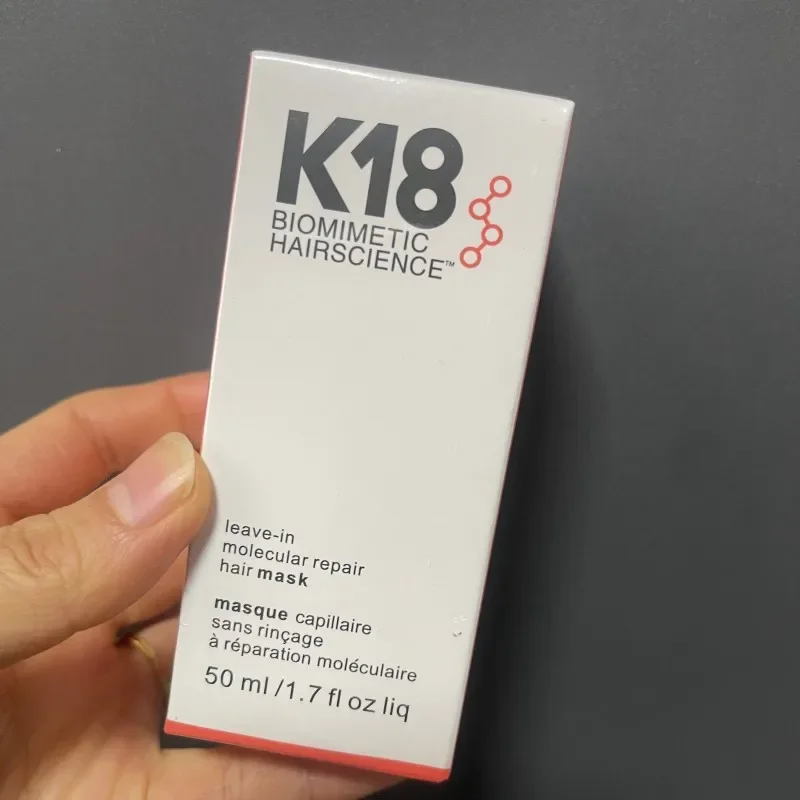 K18
BIOMIMETIC
HAIRSCIENCE™
leave-in
molecular repair
hair mask
masque capillaire
sans rinçage
à réparation moléculaire
50 ml /1.7 fl oz liq